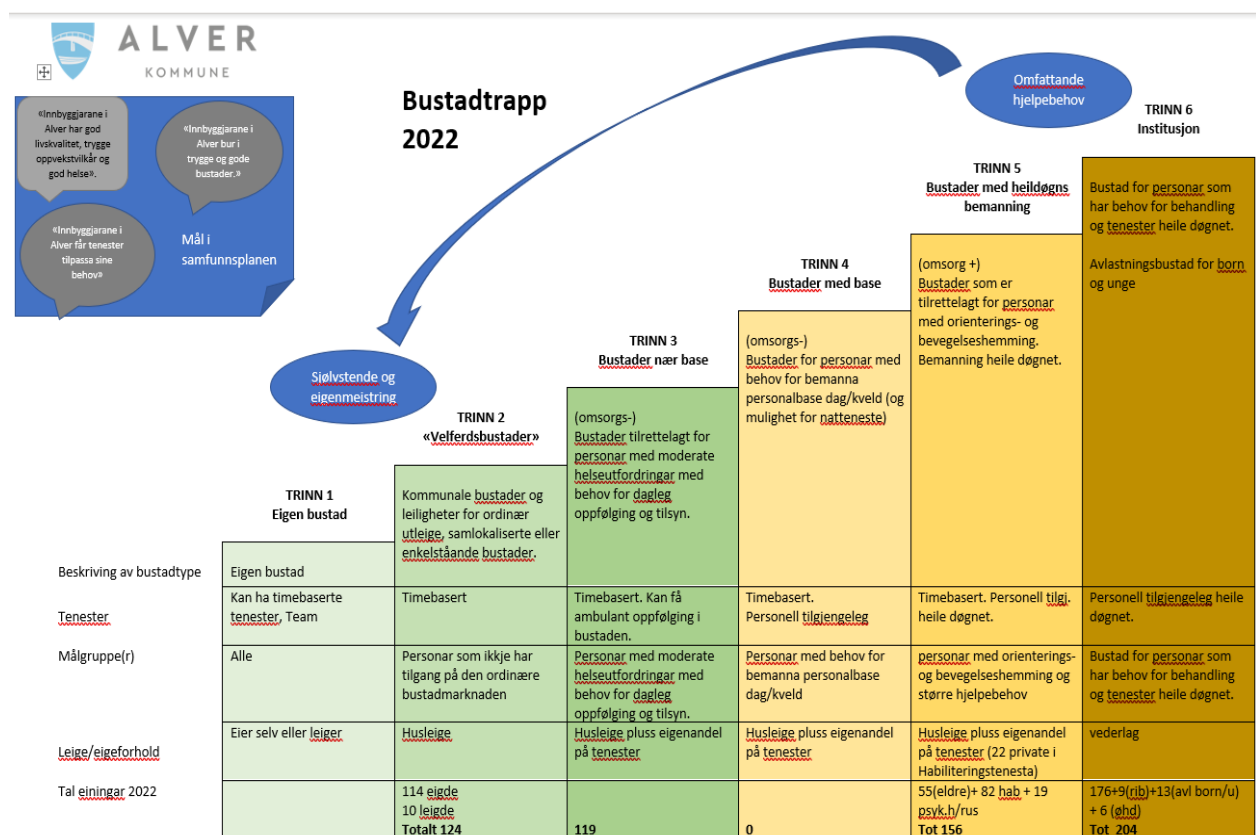 ALVER
KOMMUNE
«Innbyggjarane i
Alver har god
livskvalitet, trygge
oppvekstvilkår og
god helse».
«Innbyggjarane i
Alver bur i
trygge og gode
bustader.»
«Innbyggjarane i
Alver får tenester
tilpassa sine
behov»
Mål i
samfunnsplanen
Bustadtrapp
2022
Omfattande
hjelpebehov
Sjølvstende og
eigenmeistring
TRINN 1
Eigen bustad
TRINN 2
«Velferdsbustader»
TRINN 3
Bustader nær base
TRINN 4
Bustader med base
TRINN 5
Bustader med heildøgns
bemanning
TRINN 6
Institusjon
Beskriving av bustadtype
Eigen bustad
Kommunale bustader og
leiligheter for ordinær
utleige, samlokaliserte eller
enkelståande bustader.
(omsorgs-)
Bustader tilrettelagt for
personar med moderate
helseutfordringar med
behov for dagleg
oppfølging og tilsyn.
(omsorgs-)
Bustader for personar med
behov for bemanna
personalbase dag/kveld (og
mulighet for natteneste)
(omsorg +)
Bustader som er
tilrettelagt for personar
med orienterings- og
bevegelseshemming.
Bemanning heile døgnet.
Bustad for personar som
har behov for behandling
og tenester heile døgnet.
Avlastningsbustad for born
og unge
Tenester
Kan ha timebaserte
tenester, Team
Timebasert
Timebasert. Kan få
ambulant oppfølging i
bustaden.
Timebasert.
Personell tilgjengeleg
Timebasert. Personell tilgj.
heile døgnet.
Personell tilgjengeleg heile
døgnet.
Målgruppe(r)
Alle
Personar som ikkje har
tilgang på den ordinære
bustadmarknaden
Personar med moderate
helseutfordringar med
behov for dagleg
oppfølging og tilsyn.
Personar med behov for
bemanna personalbase
dag/kveld
personar med orienterings-
og bevegelseshemming og
større hjelpebehov
Bustad for personar som
har behov for behandling
og tenester heile døgnet.
Leige/eigeforhold
Eier selv eller leiger
Husleige
Husleige pluss eigenandel
på tenester
Husleige pluss eigenandel
på tenester
Husleige pluss eigenandel
på tenester (22 private i
Habiliteringstenesta)
vederlag
Tal einingar 2022
114 eigde
10 leigde
Totalt 124
119
0
55(eldre)+ 82 hab + 19
psyk.h/rus
Tot 156
176+9(rib)+13(avl born/u)
+ 6 (øhd)
Tot 204